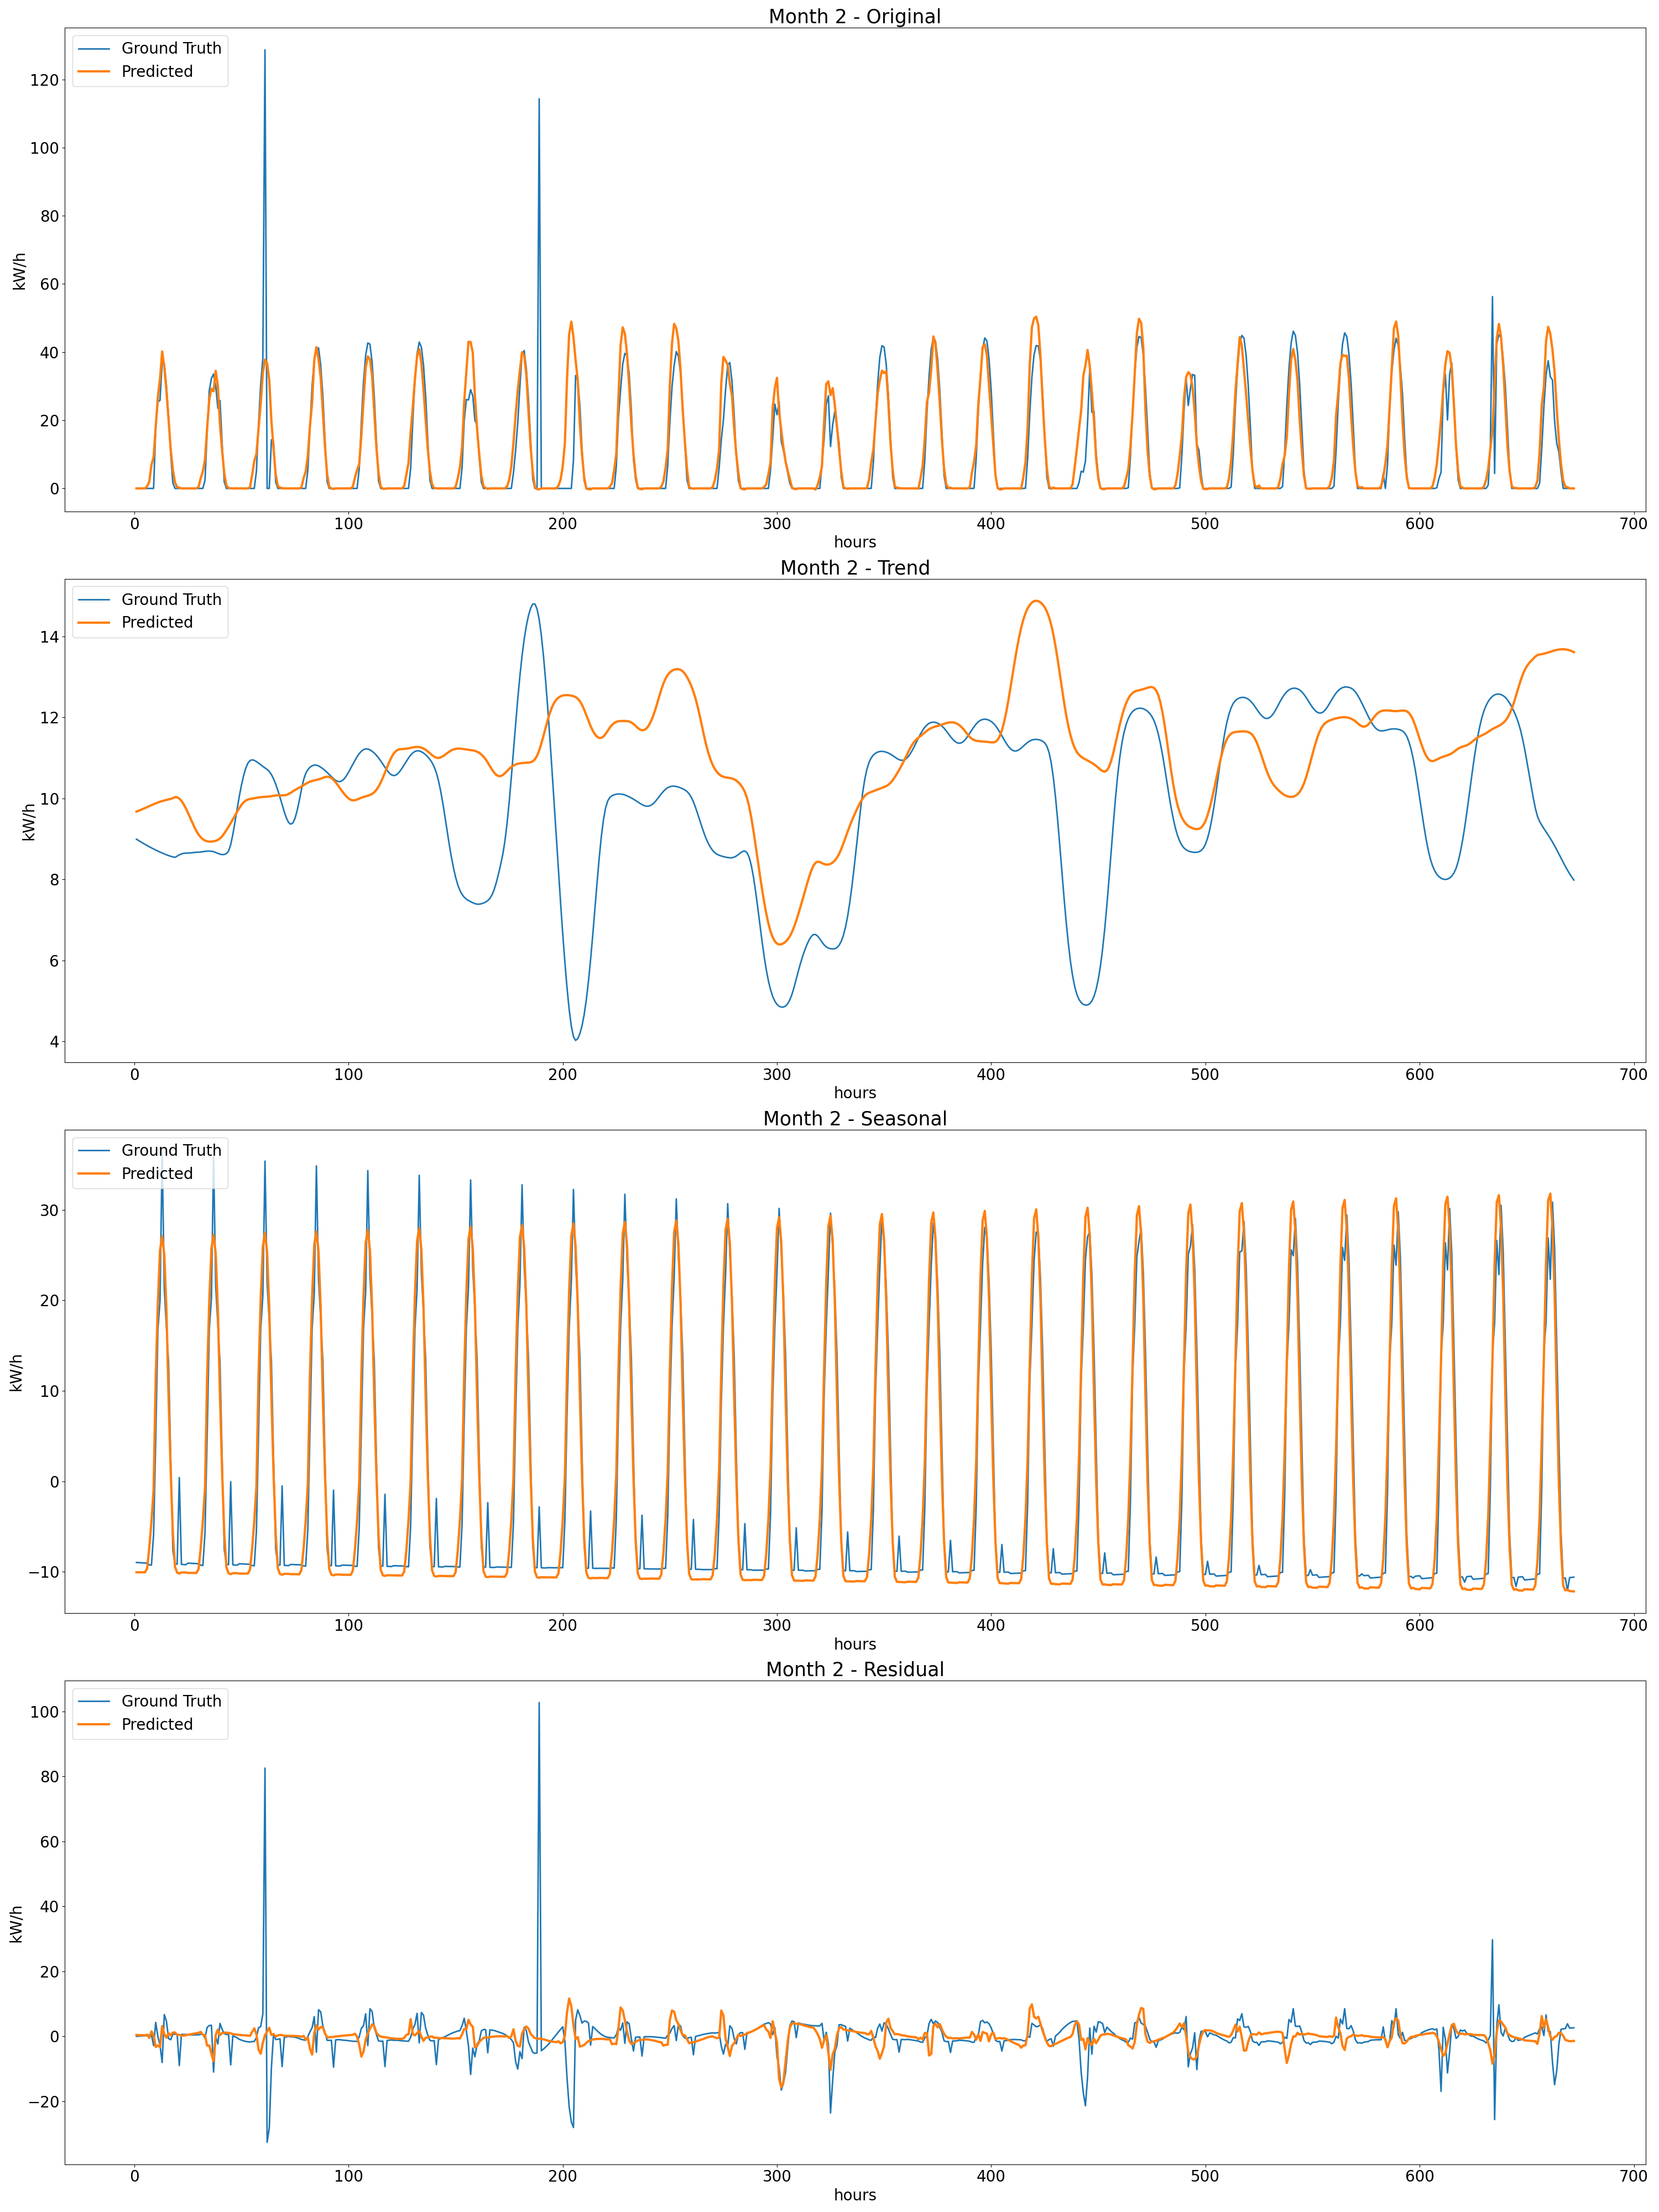 Month 2 - Original
Ground Truth
Predicted
120
100
80
60
40
20
0
kW/h
0 100 200 300 400 500 600 700
hours
Month 2 - Trend
Ground Truth
Predicted
14
12
10
8
6
4
kW/h
0 100 200 300 400 500 600 700
hours
Month 2 - Seasonal
Ground Truth
Predicted
30
20
10
0
−10
kW/h
0 100 200 300 400 500 600 700
hours
Month 2 - Residual
Ground Truth
Predicted
100
80
60
40
20
0
−20
kW/h
0 100 200 300 400 500 600 700
hours